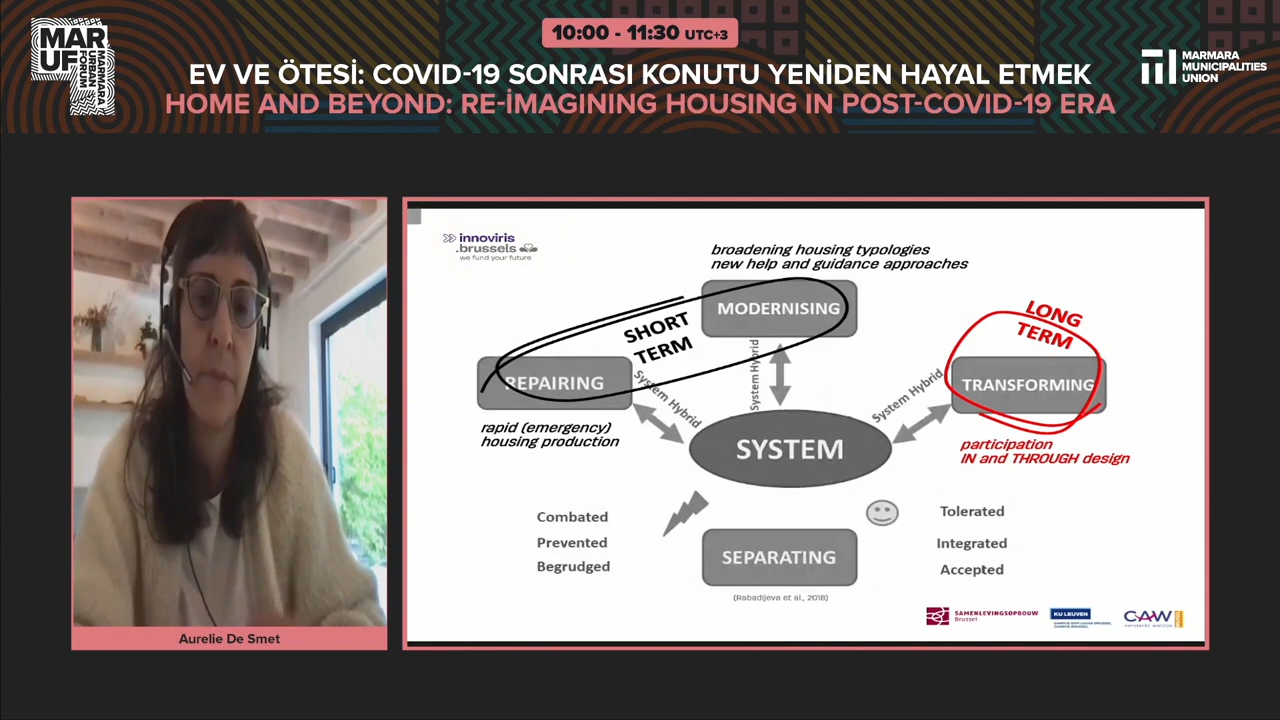 MAR
UF
MARMARA
URBAN
FORUM
10:00 - 11:30 UTC+3
EV VE ÖTESİ: COVID-19 SONRASI KONUTU YENİDEN HAYAL ETMEK
HOME AND BEYOND: RE-İMAGINING HOUSING IN POST-COVID-19 ERA
MARMARA
MUNICIPALITIES
UNION
Aurelie De Smet
innoviris
.brussels
we fund your future
broadening housing typologies
new help and guidance approaches
MODERNISING
SHORT
TERM
LONG
TERM
REPAIRING
TRANSFORMING
System Hybrid
System Hybrid
System Hybrid
rapid (emergency)
housing production
SYSTEM
participation
IN and THROUGH design
Combated
Prevented
Begrudged
SEPARATING
Tolerated
Integrated
Accepted
(Rabadijeva et al., 2018)
SAMENLEVINGSOPBOUW
Brussel
KU LEUVEN
CAW